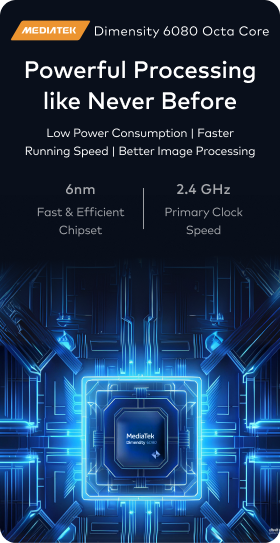 MEDIATEK Dimensity 6080 Octa Core
Powerful Processing
like Never Before
Low Power Consumption | Faster
Running Speed | Better Image Processing
6nm
Fast & Efficient
Chipset
2.4 GHz
Primary Clock
Speed
MediaTek
Dimensity